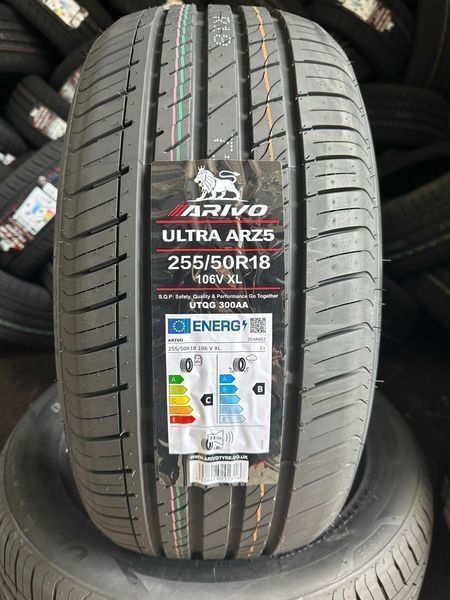 ARIVO
ULTRA ARZ5
255/50R18
106V XL
S.Q.P: Safety, Quality & Performance Go Together
UTQG 300AA
ENERG
ARIVO
255/50R18 106 V XL
C1
A
B
C
D
E
C
A
B
C
D
E
B
WWW.ARIVOTYRE.CO.UK